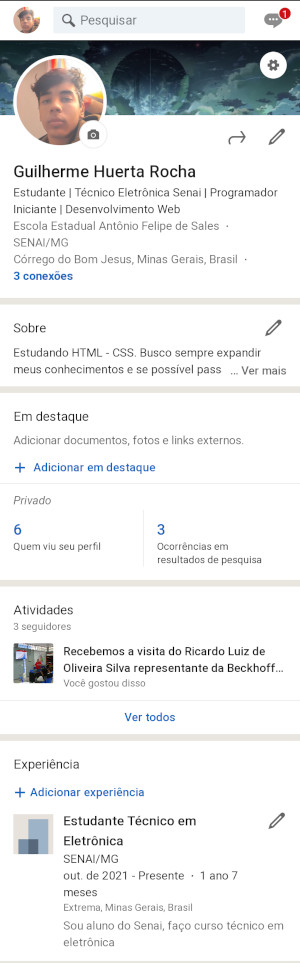 Pesquisar
1
Guilherme Huerta Rocha
Estudante | Técnico Eletrônica Senai | Programador
Iniciante | Desenvolvimento Web
Escola Estadual Antônio Felipe de Sales ·
SENAI/MG
Córrego do Bom Jesus, Minas Gerais, Brasil ·
3 conexões
Sobre
Estudando HTML - CSS. Busco sempre expandir
meus conhecimentos e se possível pass ... Ver mais
Em destaque
Adicionar documentos, fotos e links externos.
+ Adicionar em destaque
Privado
6
Quem viu seu perfil
3
Ocorrências em
resultados de pesquisa
Atividades
3 seguidores
Recebemos a visita do Ricardo Luiz de
Oliveira Silva representante da Beckhoff...
Você gostou disso
Ver todos
Experiência
+ Adicionar experiência
Estudante Técnico em
Eletrônica
SENAI/MG
out. de 2021 - Presente · 1 ano 7
meses
Extrema, Minas Gerais, Brasil
Sou aluno do Senai, faço curso técnico em
eletrônica